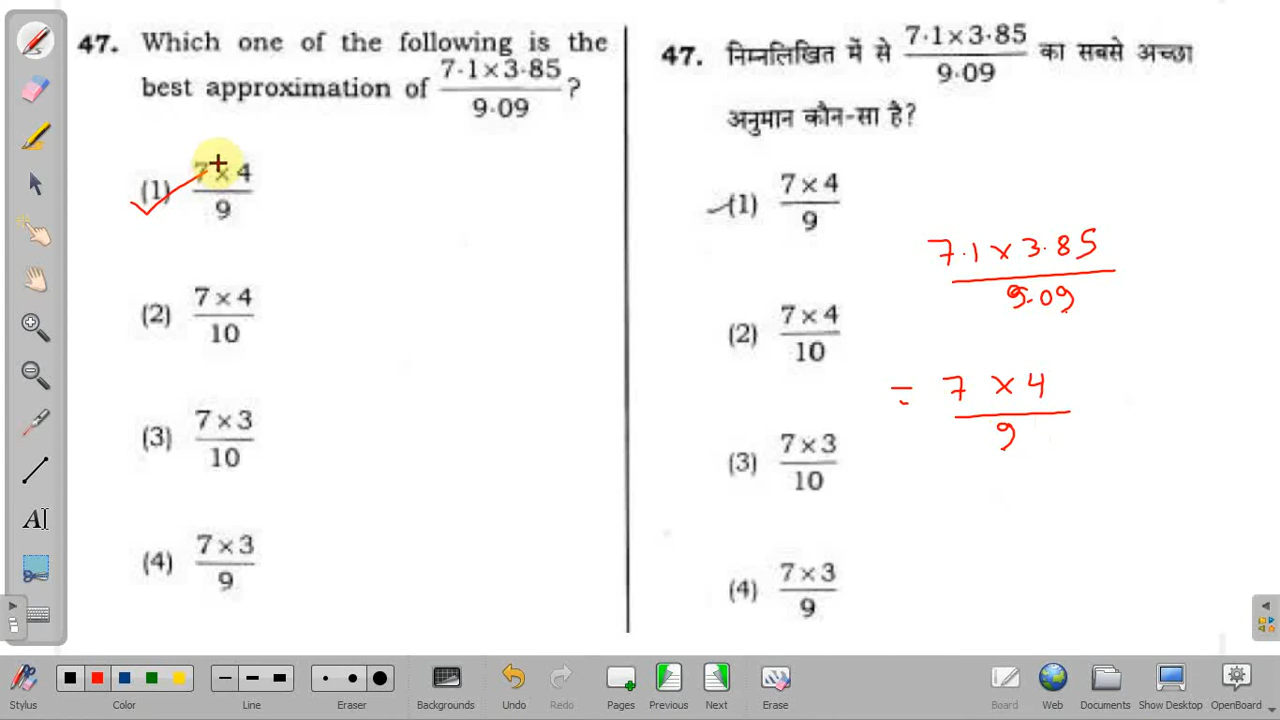 47. Which one of the following is the
best approximation of 7·1×3·85/9·09 ?
(1) 7×4/9
(2) 7×4/10
(3) 7×3/10
(4) 7×3/9
47. निम्नलिखित में से 7·1×3·85/9·09 का सबसे अच्छा
अनुमान कौन-सा है?
(1) 7×4/9
(2) 7×4/10
(3) 7×3/10
(4) 7×3/9
7.1×3.85
9.09
= 7 × 4
9
Stylus Color Line Eraser Backgrounds Undo Redo Pages Previous Next Erase Board Web Documents Show Desktop OpenBoard